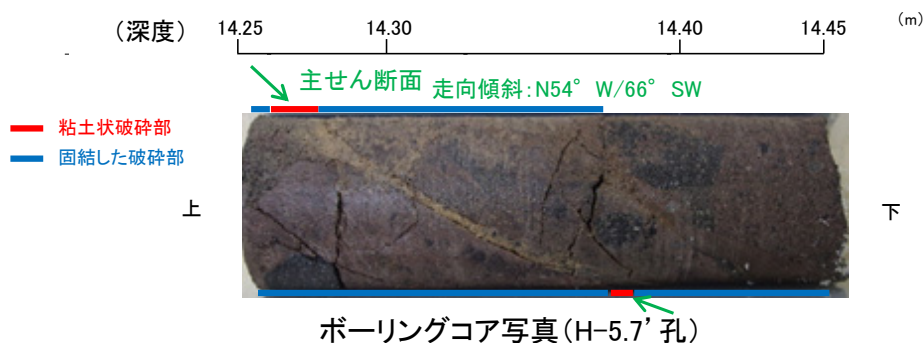 (m)
（深度） 14.25 14.30 14.40 14.45
主せん断面 走向傾斜：N54°W/66°SW
粘土状破砕部
固結した破砕部
上 下
ボーリングコア写真（H-5.7'孔）